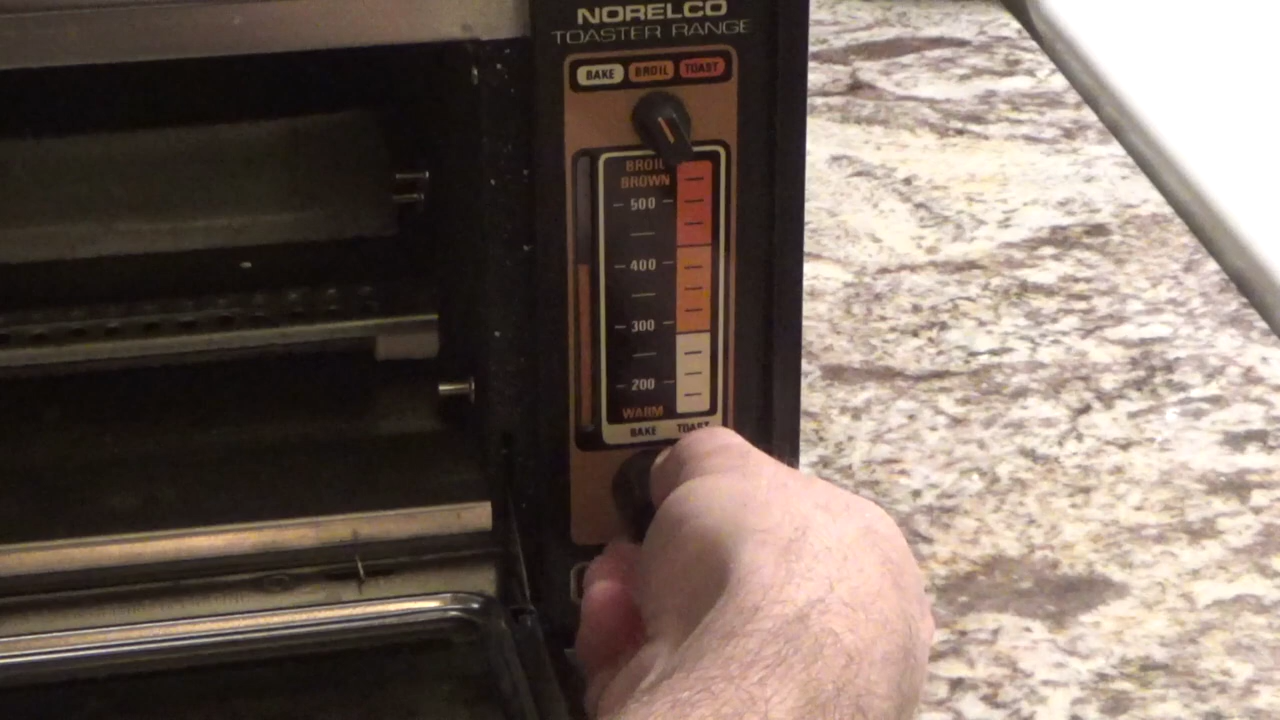 NORELCO
TOASTER RANGE
BAKE BROIL TOAST
BROIL
BROWN
500
400
300
200
WARM
BAKE TOAST